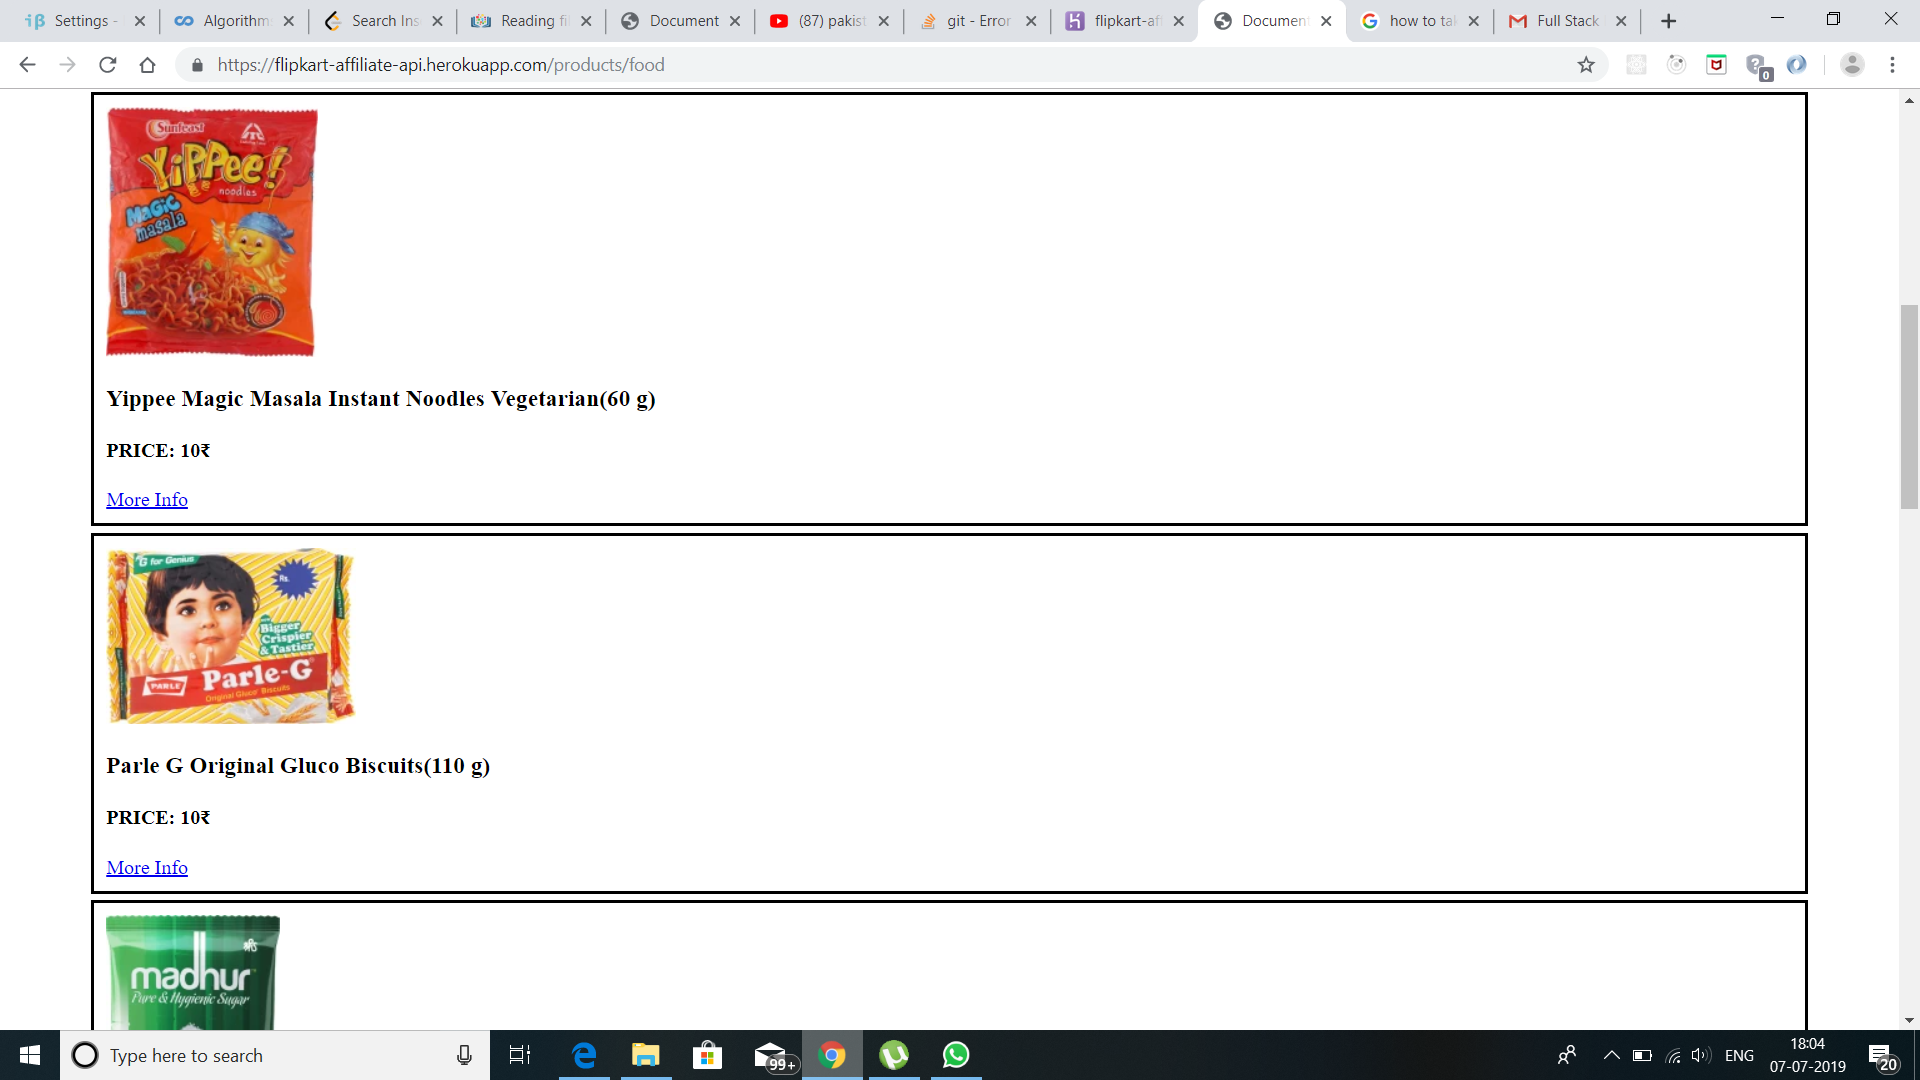 Settings -
Algorithm
Search Ins
Reading fi
Document
(87) pakist
git - Error
flipkart-aff
Document
how to tak
Full Stack
https://flipkart-affiliate-api.herokuapp.com/products/food
0
Sunfeast
YiPPee!
noodles
Magic
masala
Yippee Magic Masala Instant Noodles Vegetarian(60 g)
PRICE: 10₹
More Info
G for Genius
Rs.
Bigger
Crispier
& Tastier
PARLE
Parle-G
Original Gluco Biscuits
Parle G Original Gluco Biscuits(110 g)
PRICE: 10₹
More Info
madhur
Pure & Hygienic Sugar
Type here to search
99+
ENG
18:04
07-07-2019
20